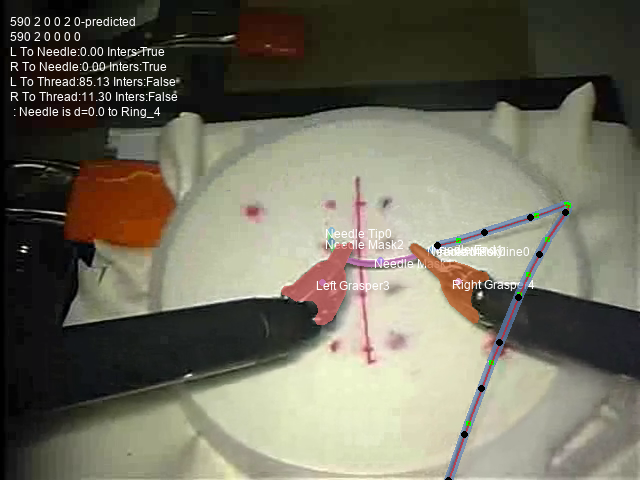 590 2 0 0 2 0-predicted
590 2 0 0 0 0
L To Needle:0.00 Inters:True
R To Needle:0.00 Inters:True
L To Thread:85.13 Inters:False
R To Thread:11.30 Inters:False
: Needle is d=0.0 to Ring_4
Needle Tip0
Needle Mask2
Needle
Left Grasper3
Right Grasper4